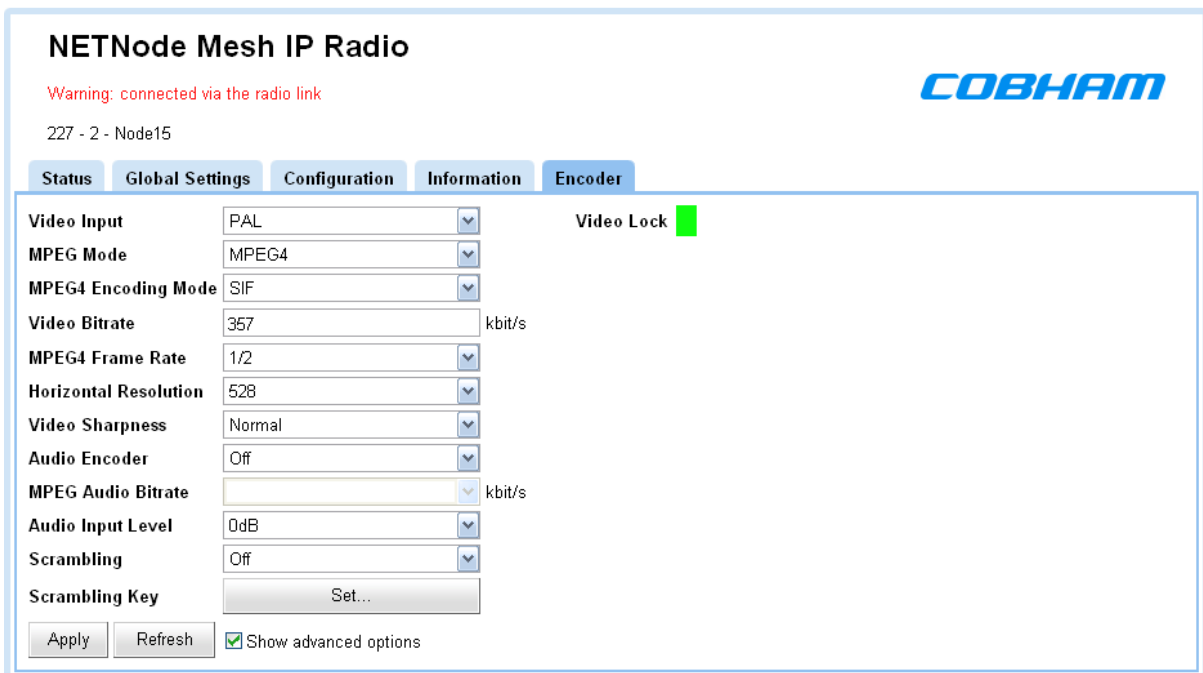 NETNode Mesh IP Radio
Warning: connected via the radio link
COBHAM
227 - 2 - Node15
Status Global Settings Configuration Information Encoder
Video Input PAL Video Lock
MPEG Mode MPEG4
MPEG4 Encoding Mode SIF
Video Bitrate 357 kbit/s
MPEG4 Frame Rate 1/2
Horizontal Resolution 528
Video Sharpness Normal
Audio Encoder Off
MPEG Audio Bitrate kbit/s
Audio Input Level 0dB
Scrambling Off
Scrambling Key Set...
Apply Refresh Show advanced options